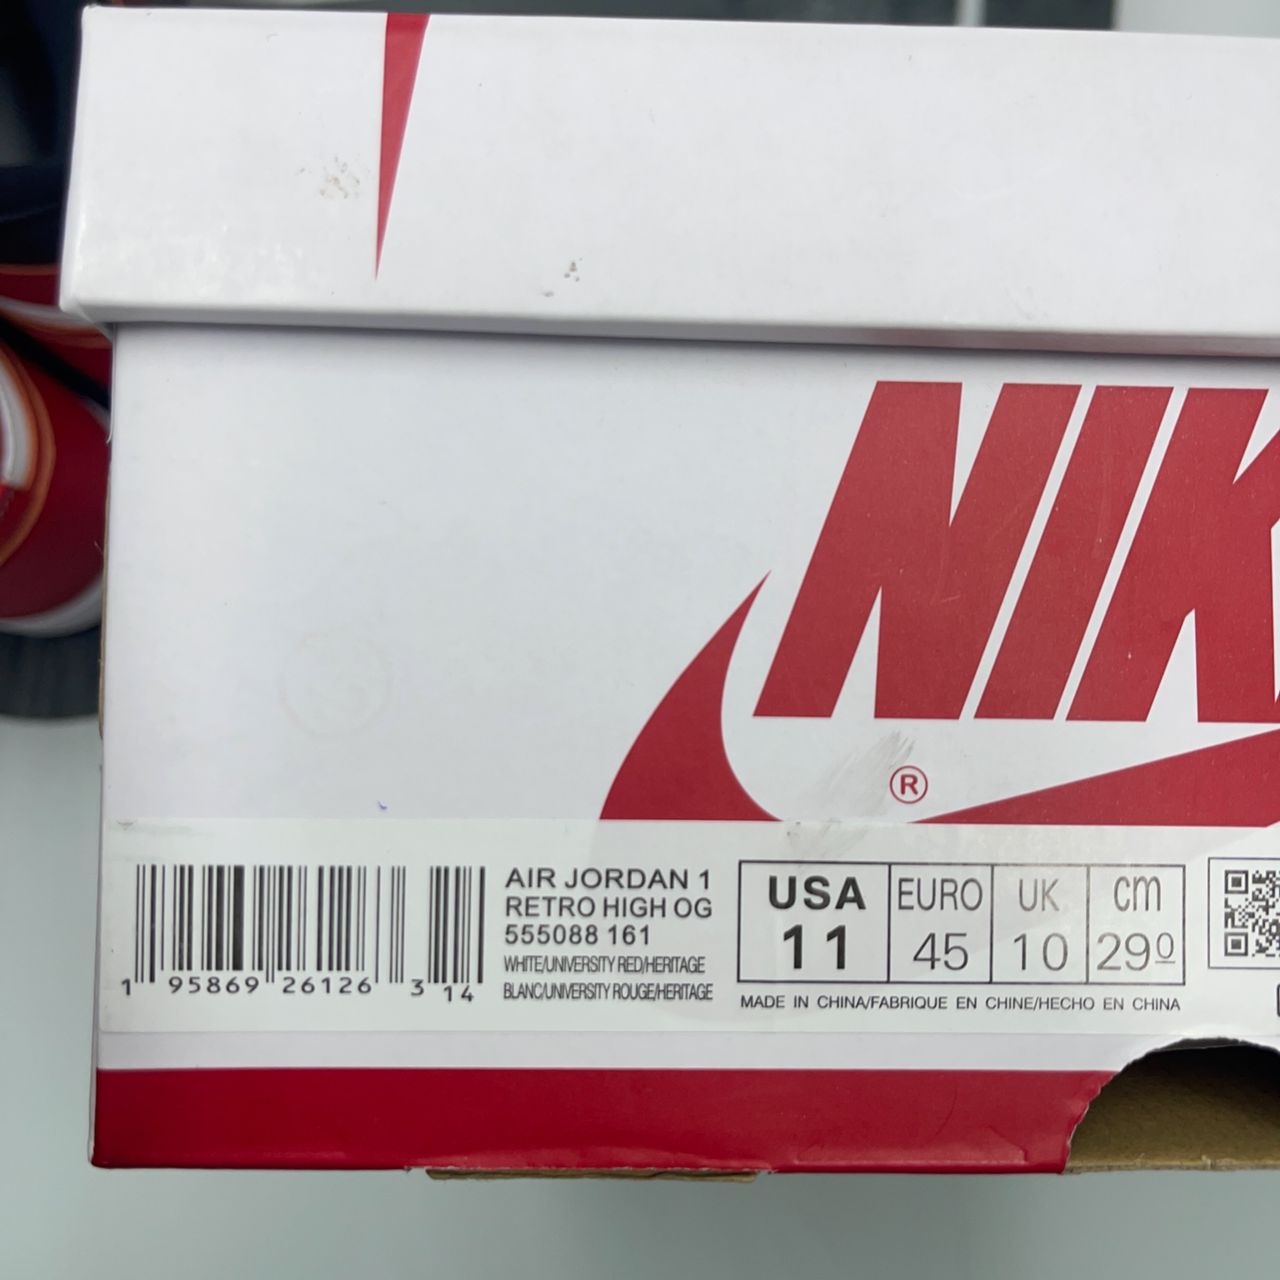 NIK
®
AIR JORDAN 1
RETRO HIGH OG
555088 161
WHITE/UNIVERSITY RED/HERITAGE
BLANC/UNIVERSITY ROUGE/HERITAGE
1 95869 26126 3 14
USA EURO UK cm
11 45 10 290
MADE IN CHINA/FABRIQUE EN CHINE/HECHO EN CHINA